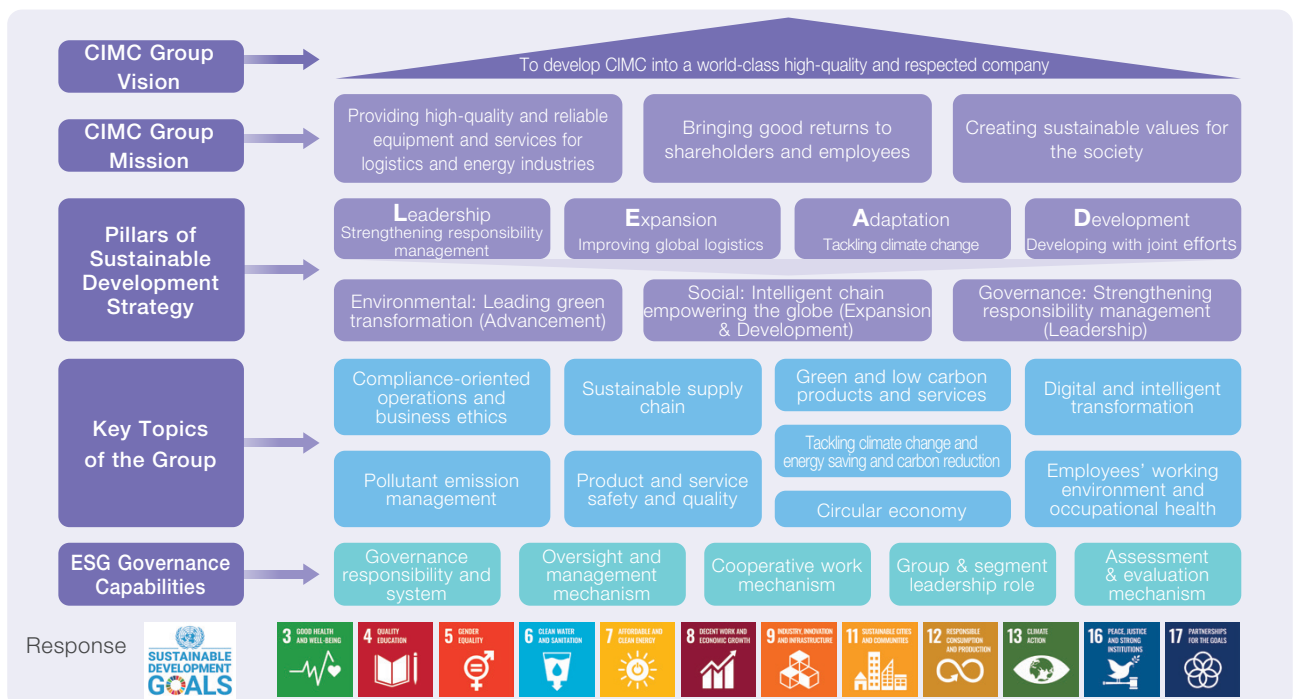 CIMC Group
Vision
To develop CIMC into a world-class high-quality and respected company
CIMC Group
Mission
Providing high-quality and reliable
equipment and services for
logistics and energy industries
Bringing good returns to
shareholders and employees
Creating sustainable values for
the society
Pillars of
Sustainable
Development
Strategy
Leadership
Strengthening responsibility
management
Expansion
Improving global logistics
Adaptation
Tackling climate change
Development
Developing with joint efforts
Environmental: Leading green
transformation (Advancement)
Social: Intelligent chain
empowering the globe (Expansion
& Development)
Governance: Strengthening
responsibility management
(Leadership)
Key Topics
of the Group
Compliance-oriented
operations and
business ethics
Sustainable supply
chain
Green and low carbon
products and services
Digital and intelligent
transformation
Tackling climate change and
energy saving and carbon reduction
Pollutant emission
management
Product and service
safety and quality
Circular economy
Employees' working
environment and
occupational health
ESG Governance
Capabilities
Governance
responsibility and
system
Oversight and
management
mechanism
Cooperative work
mechanism
Group & segment
leadership role
Assessment
& evaluation
mechanism
Response
SUSTAINABLE
DEVELOPMENT
GOALS
3 GOOD HEALTH
AND WELL-BEING
4 QUALITY
EDUCATION
5 GENDER
EQUALITY
6 CLEAN WATER
AND SANITATION
7 AFFORDABLE AND
CLEAN ENERGY
8 DECENT WORK AND
ECONOMIC GROWTH
9 INDUSTRY, INNOVATION
AND INFRASTRUCTURE
11 SUSTAINABLE CITIES
AND COMMUNITIES
12 RESPONSIBLE
CONSUMPTION
AND PRODUCTION
13 CLIMATE
ACTION
16 PEACE, JUSTICE
AND STRONG
INSTITUTIONS
17 PARTNERSHIPS
FOR THE GOALS